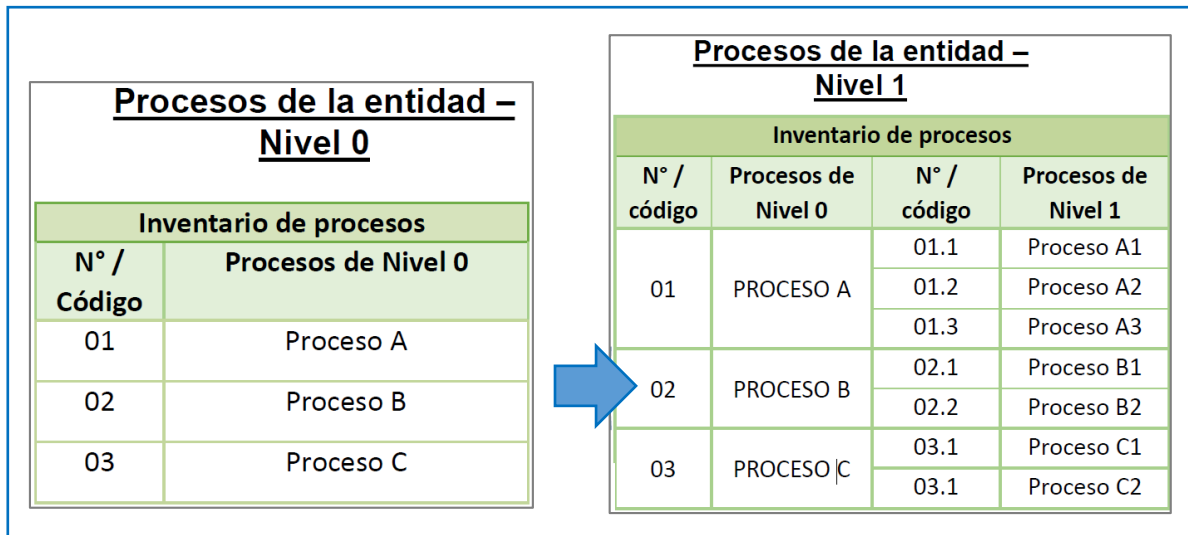 Procesos de la entidad –
Nivel 0
Inventario de procesos
N° /
Código
Procesos de Nivel 0
01
Proceso A
02
Proceso B
03
Proceso C
Procesos de la entidad –
Nivel 1
Inventario de procesos
N° /
código
Procesos de
Nivel 0
N° /
código
Procesos de
Nivel 1
01
PROCESO A
01.1
Proceso A1
01.2
Proceso A2
01.3
Proceso A3
02
PROCESO B
02.1
Proceso B1
02.2
Proceso B2
03
PROCESO C
03.1
Proceso C1
03.1
Proceso C2